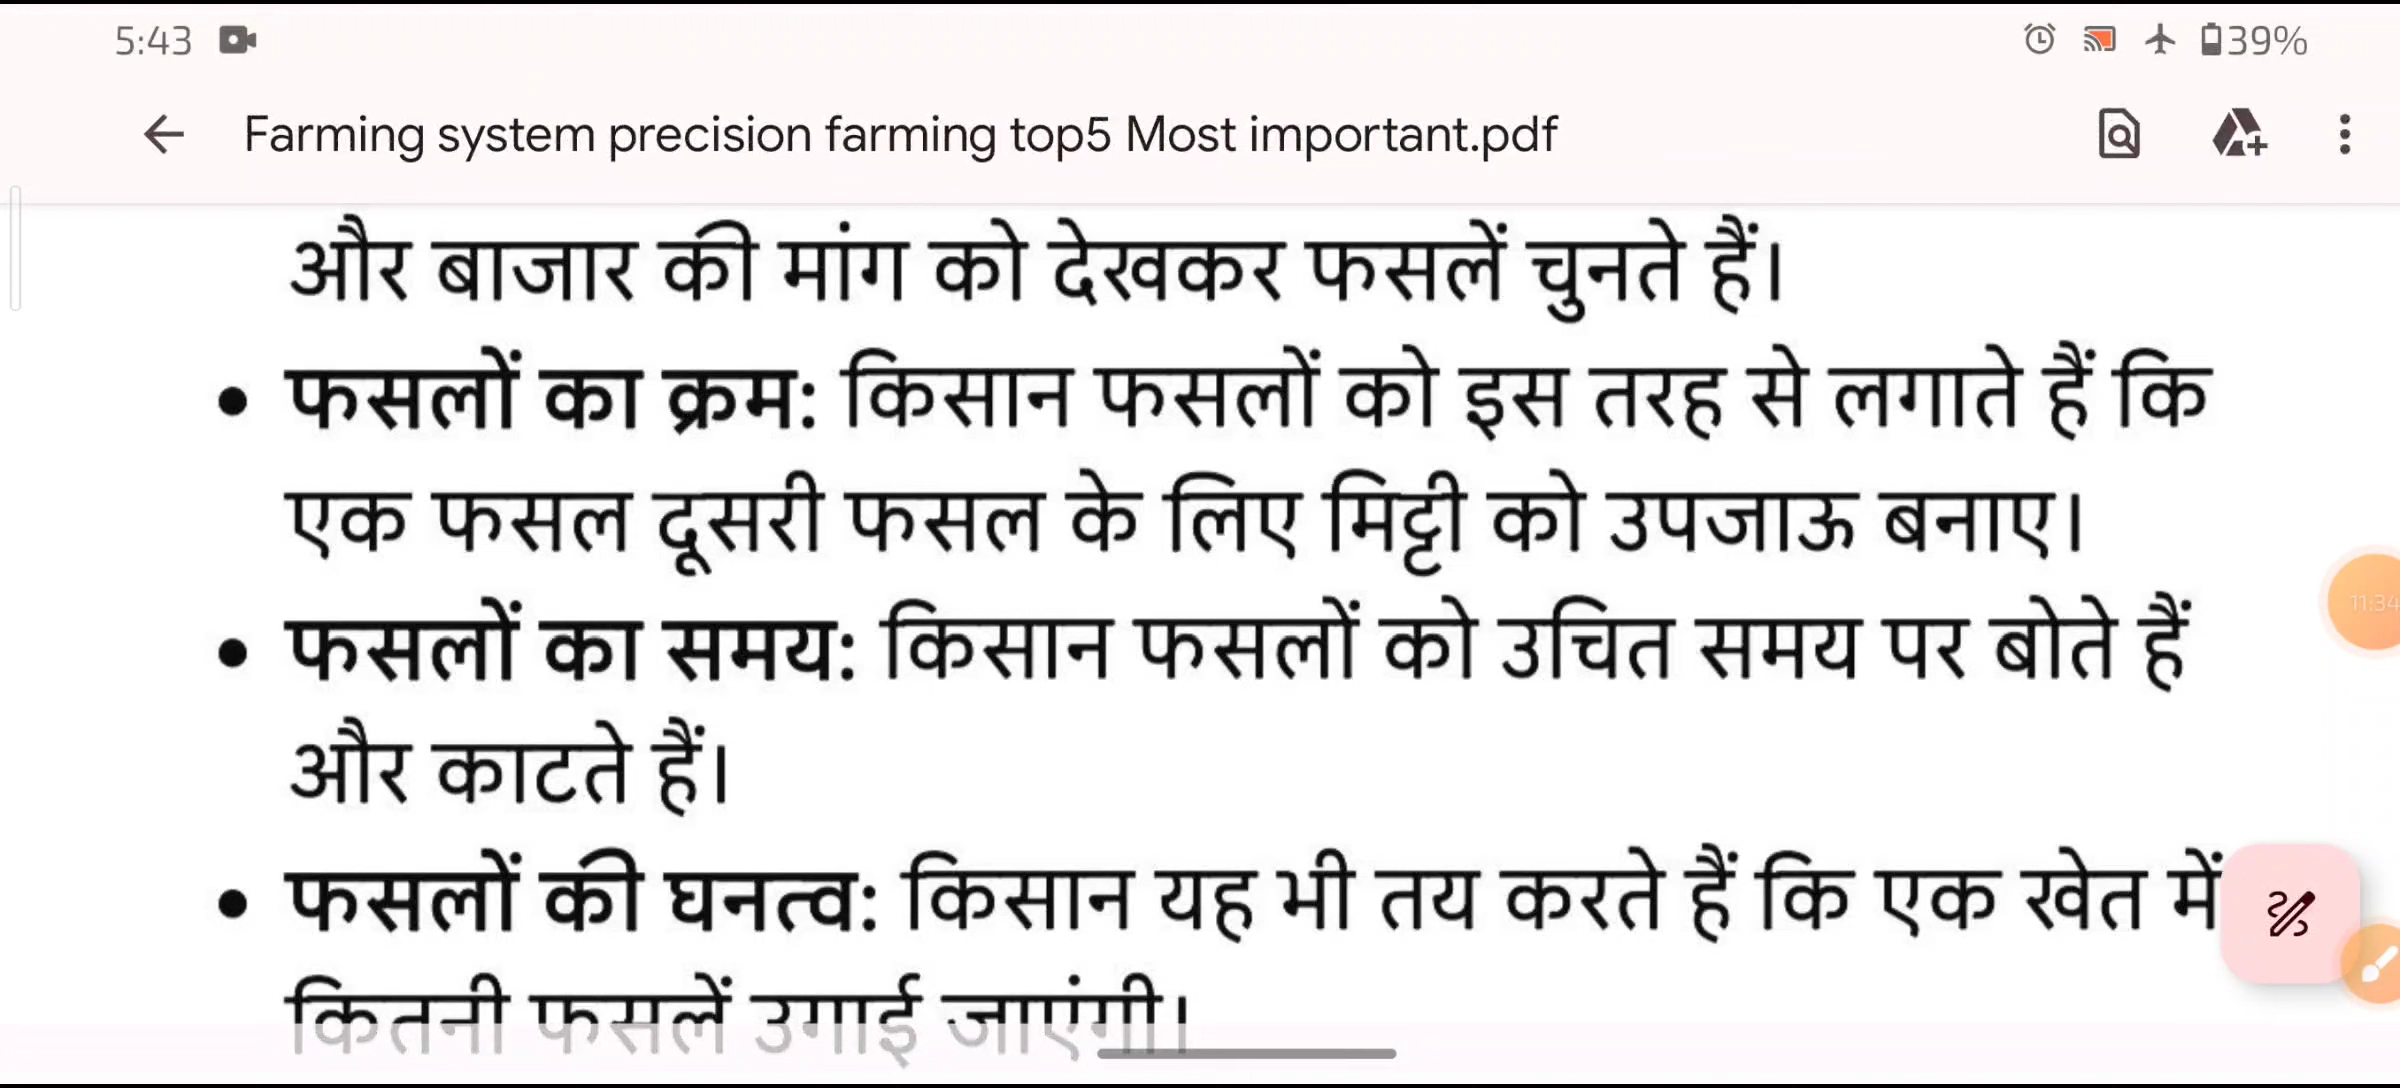 5:43
39%
Farming system precision farming top5 Most important.pdf
और बाजार की मांग को देखकर फसलें चुनते हैं।
• फसलों का क्रम: किसान फसलों को इस तरह से लगाते हैं कि
एक फसल दूसरी फसल के लिए मिट्टी को उपजाऊ बनाए।
• फसलों का समय: किसान फसलों को उचित समय पर बोते हैं
और काटते हैं।
11:34
• फसलों की घनत्व: किसान यह भी तय करते हैं कि एक खेत में
कितनी फसलें उगाई जाएंगी।